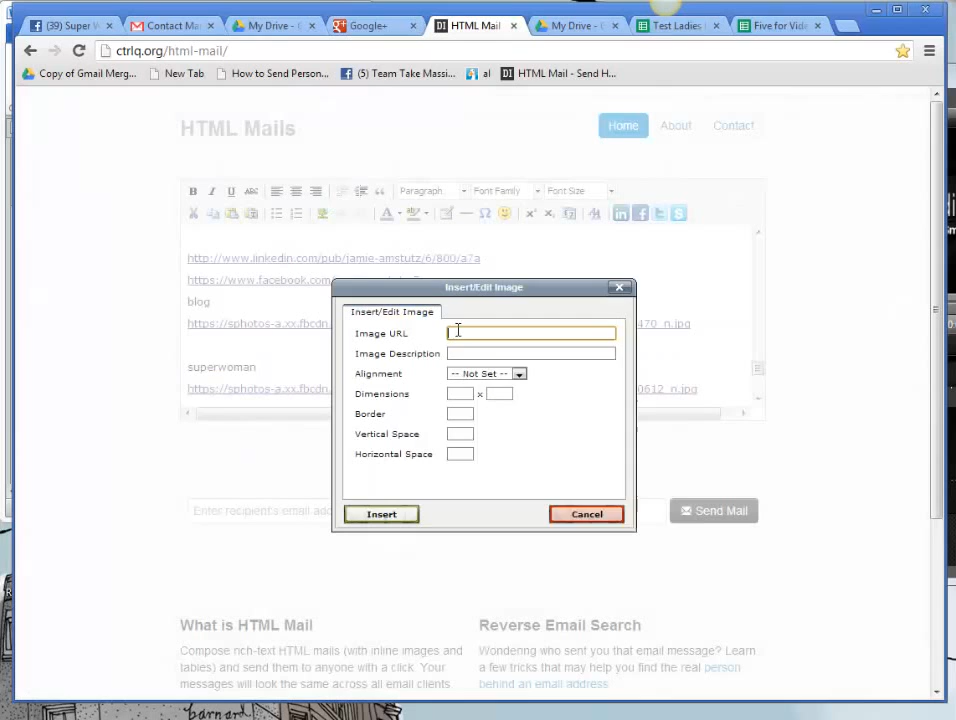 (39) Super W
Contact Ma
My Drive - G
Google+
HTML Mail
My Drive - G
Test Ladies
Five for Vide
ctrlq.org/html-mail/
Copy of Gmail Merg...
New Tab
How to Send Person...
(5) Team Take Massi...
al
HTML Mail - Send H...
HTML Mails
Home
About
Contact
B I U ABC
Paragraph
Font Family
Font Size
http://www.linkedin.com/pub/jamie-amstutz/6/800/a7a
https://www.facebook.com/
blog
https://sphotos-a.xx.fbcdn. 470_n.jpg
superwoman
https://sphotos-a.xx.fbcdn. 0612_n.jpg
Insert/Edit Image
Insert/Edit Image
Image URL
Image Description
Alignment
-- Not Set --
Dimensions
x
Border
Vertical Space
Horizontal Space
Insert
Cancel
Enter recipient's email add
Send Mail
What is HTML Mail
Compose rich-text HTML mails (with inline images and
tables) and send them to anyone with a click. Your
messages will look the same across all email clients
Reverse Email Search
Wondering who sent you that email message? Learn
a few tricks that may help you find the real person
behind an email address.
barnard